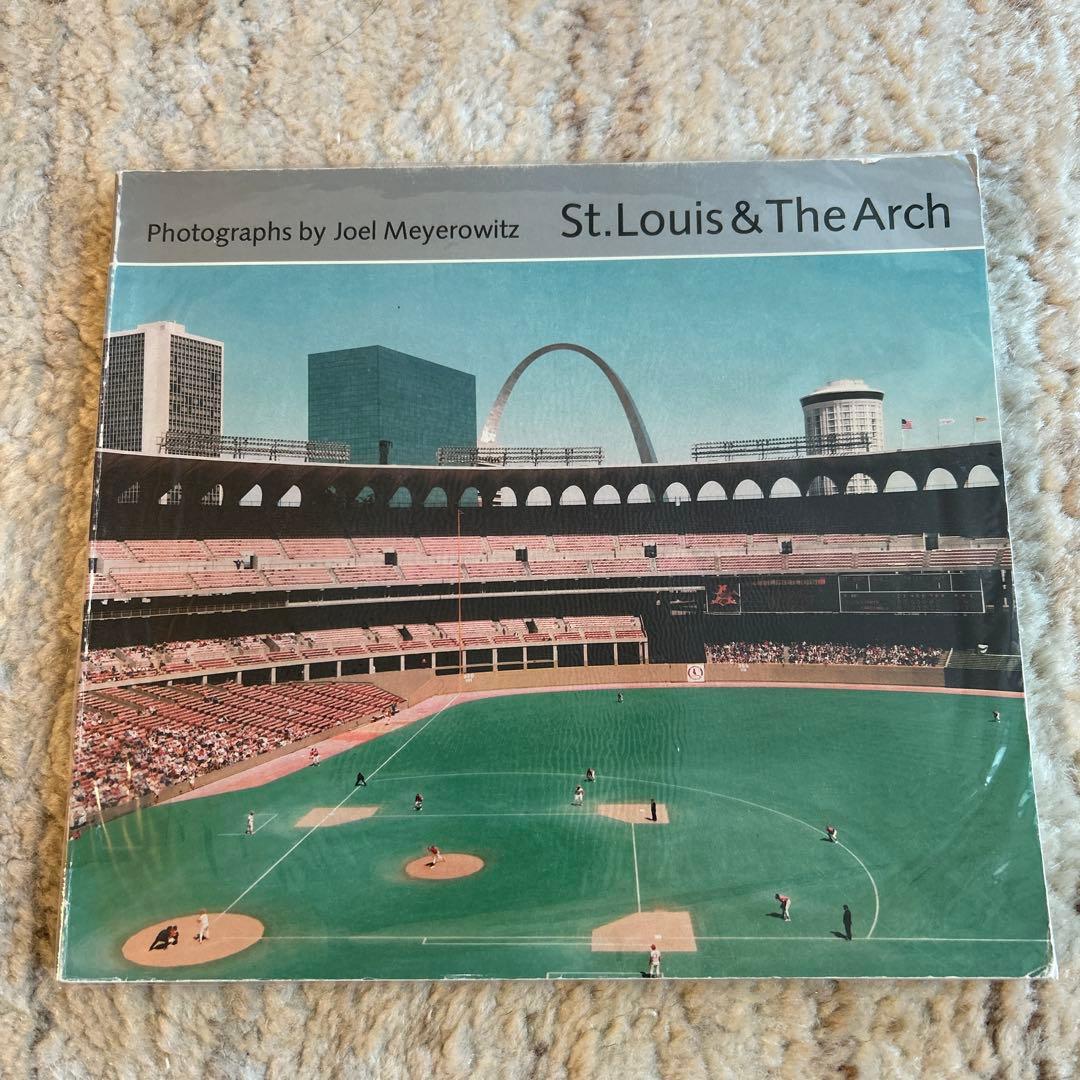 Photographs by Joel Meyerowitz
St. Louis & The Arch